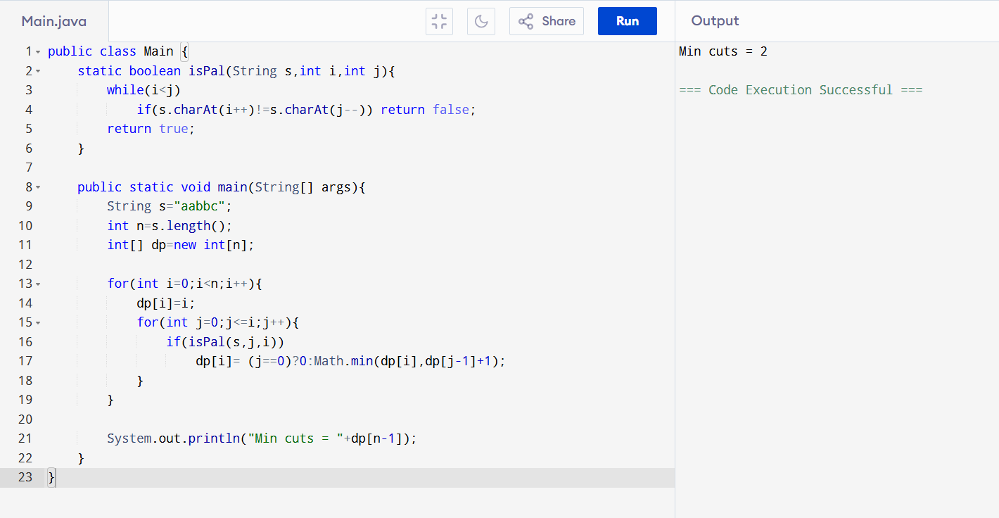 Main.java
Share
Run
Output
1 public class Main {
2     static boolean isPal(String s,int i,int j){
3         while(i<j)
4             if(s.charAt(i++)!=s.charAt(j--)) return false;
5         return true;
6     }
7
8     public static void main(String[] args){
9         String s="aabbc";
10         int n=s.length();
11         int[] dp=new int[n];
12
13         for(int i=0;i<n;i++){
14             dp[i]=i;
15             for(int j=0;j<=i;j++){
16                 if(isPal(s,j,i))
17                     dp[i]= (j==0)?0:Math.min(dp[i],dp[j-1]+1);
18             }
19         }
20
21         System.out.println("Min cuts = "+dp[n-1]);
22     }
23 }
Min cuts = 2
=== Code Execution Successful ===